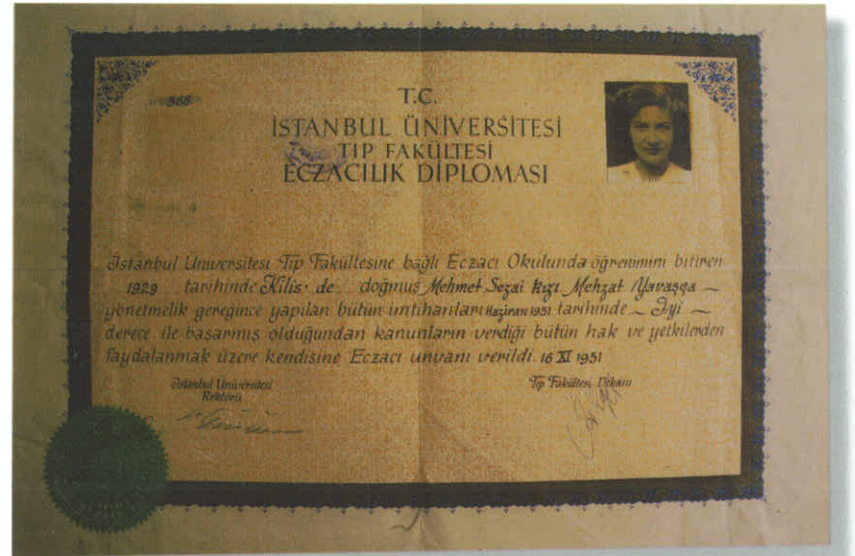 368
T.C.
İSTANBUL ÜNİVERSİTESİ
TIP FAKÜLTESİ
ECZACILIK DİPLOMASI
İstanbul Üniversitesi Tıp Fakültesine bağlı Eczacı Okulunda öğrenimini bitiren
1929 tarihinde Kilis' de doğmuş Mehmet Sezai kızı Mehzat Yavaşça ~
yönetmelik gereğince yapılan bütün imtihanları Haziran 1951 tarihinde ~ İyi ~
derece ile başarmış olduğundan kanunların verdiği bütün hak ve yetkilerden
faydalanmak üzere kendisine Eczacı unvanı verildi. 16 XI 1951
İstanbul Üniversitesi
Rektörü
Tıp Fakültesi Dekanı